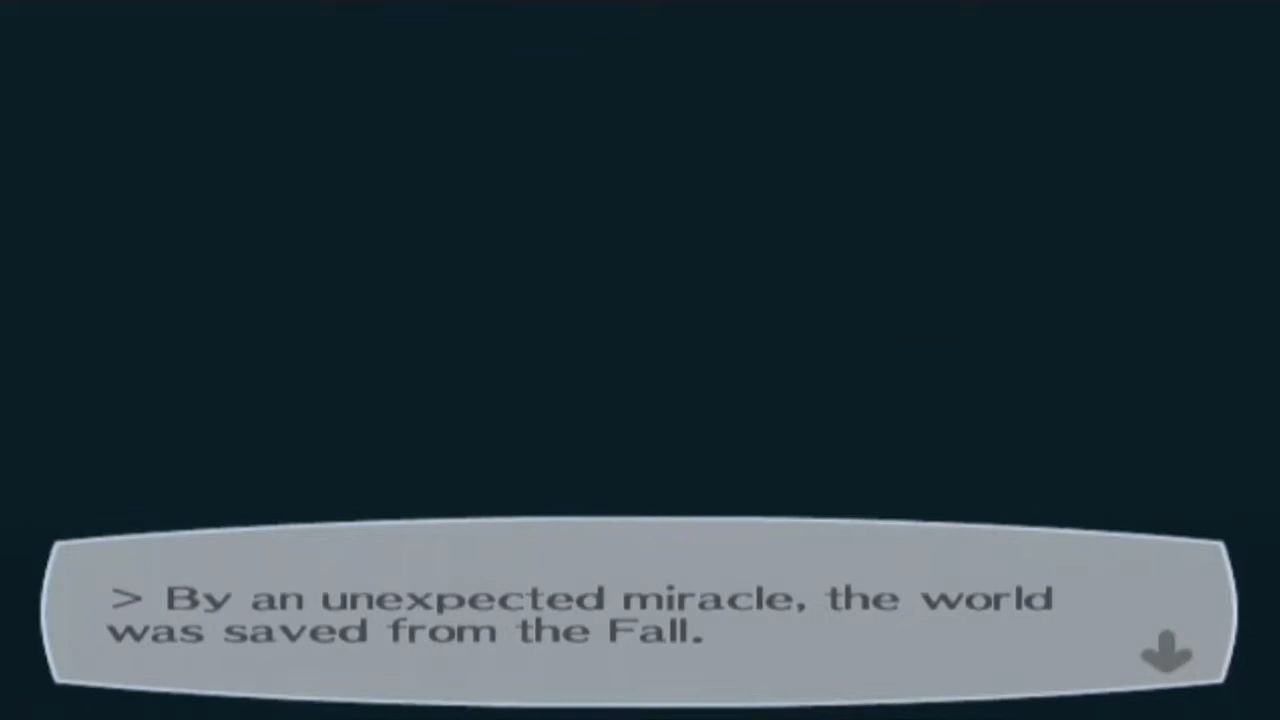 > By an unexpected miracle, the world
was saved from the Fall.